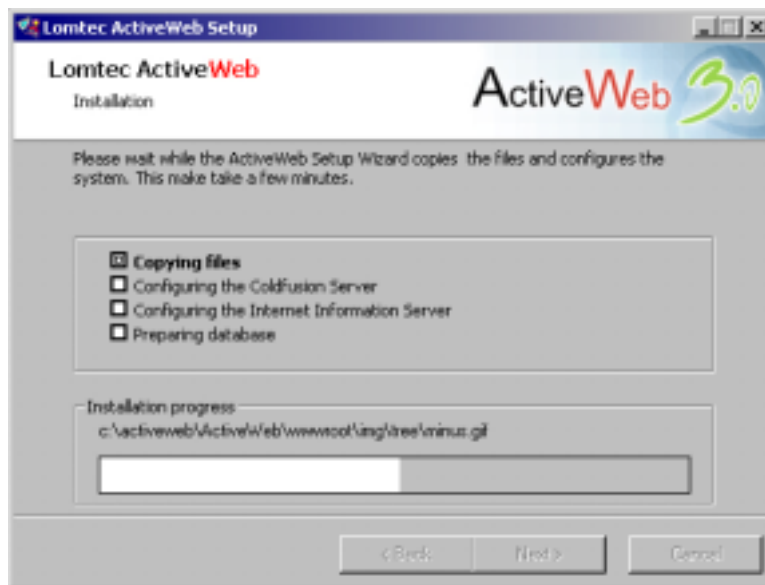 Lomtec ActiveWeb Setup
Lomtec ActiveWeb
Installation
ActiveWeb 3.0
Please wait while the ActiveWeb Setup Wizard copies the files and configures the
system. This make take a few minutes.
Copying files
Configuring the Coldfusion Server
Configuring the Internet Information Server
Preparing database
Installation progress
c:\activeweb\ActiveWeb\wwwroot\img\tree\minus.gif
< Back
Next >
Cancel